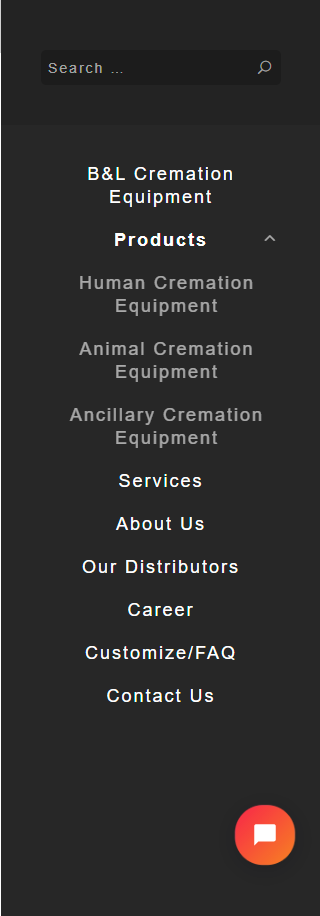 Search ...
B&L Cremation
Equipment
Products
Human Cremation
Equipment
Animal Cremation
Equipment
Ancillary Cremation
Equipment
Services
About Us
Our Distributors
Career
Customize/FAQ
Contact Us